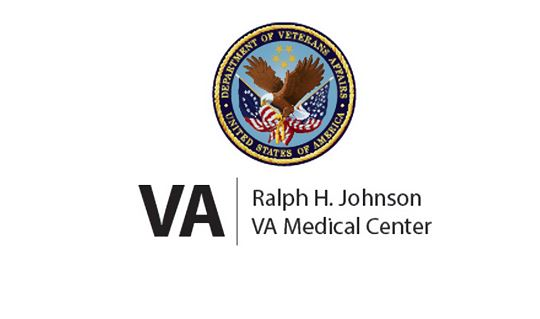 DEPARTMENT OF VETERANS AFFAIRS
UNITED STATES OF AMERICA
VA
Ralph H. Johnson
VA Medical Center